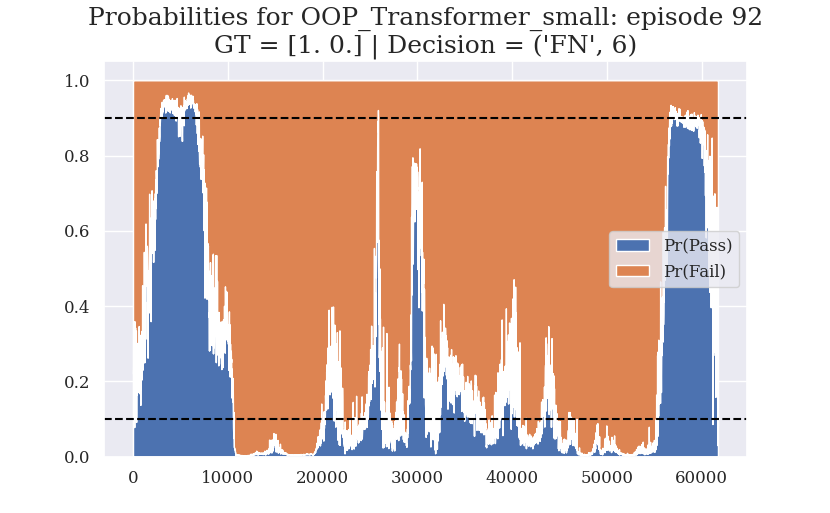 Probabilities for OOP_Transformer_small: episode 92
GT = [1. 0.] | Decision = ('FN', 6)
1.0
0.8
0.6
0.4
0.2
0.0
Pr(Pass)
Pr(Fail)
0 10000 20000 30000 40000 50000 60000